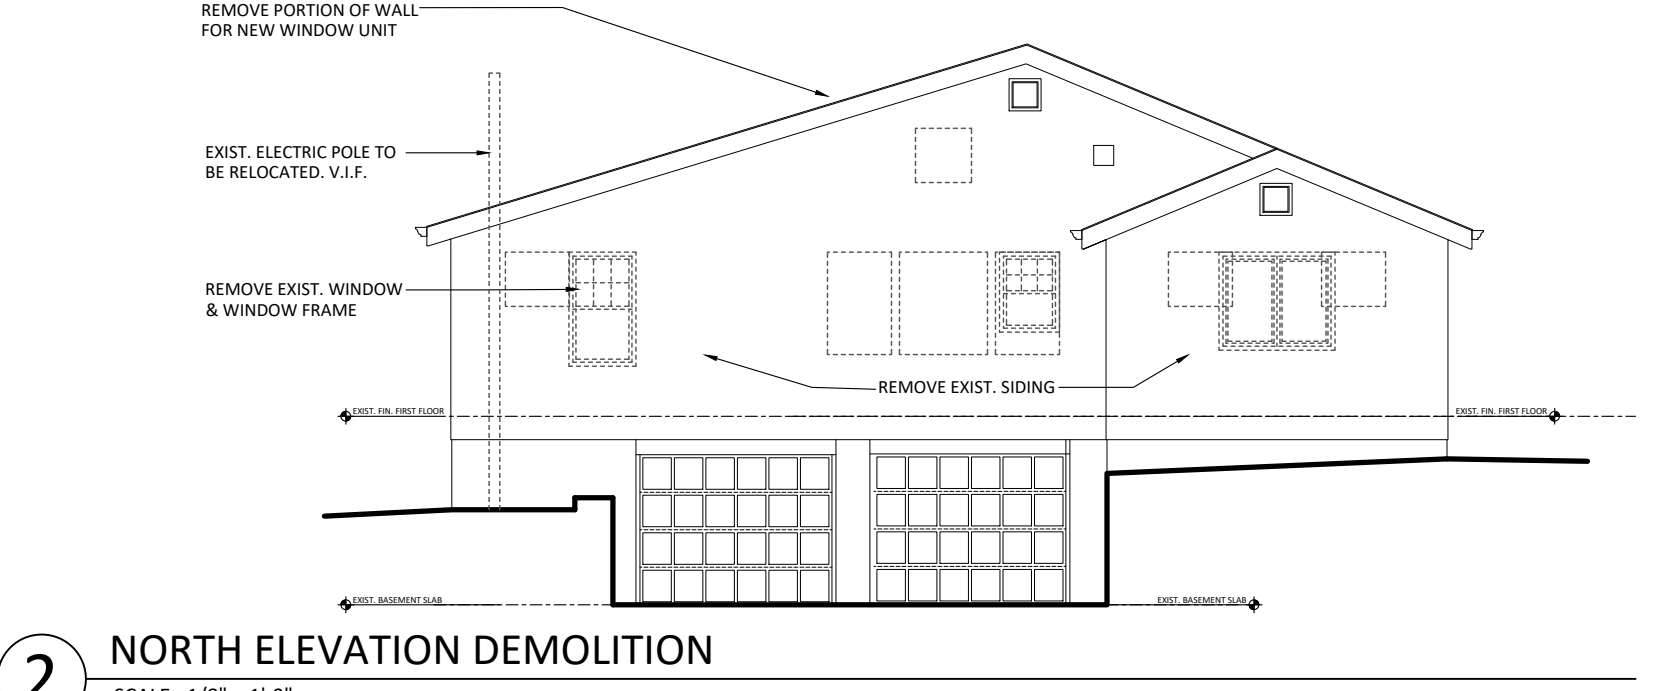 REMOVE PORTION OF WALL
FOR NEW WINDOW UNIT
EXIST. ELECTRIC POLE TO
BE RELOCATED. V.I.F.
REMOVE EXIST. WINDOW
& WINDOW FRAME
REMOVE EXIST. SIDING
EXIST. FIN. FIRST FLOOR
EXIST. FIN. FIRST FLOOR
EXIST. BASEMENT SLAB
EXIST. BASEMENT SLAB
2
NORTH ELEVATION DEMOLITION